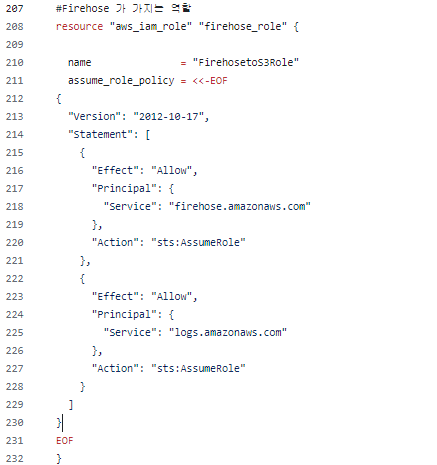 207 #Firehose 가 가지는 역할
208 resource "aws_iam_role" "firehose_role" {
209
210   name               = "FirehosetoS3Role"
211   assume_role_policy = <<-EOF
212 {
213   "Version": "2012-10-17",
214   "Statement": [
215     {
216       "Effect": "Allow",
217       "Principal": {
218         "Service": "firehose.amazonaws.com"
219       },
220       "Action": "sts:AssumeRole"
221     },
222     {
223       "Effect": "Allow",
224       "Principal": {
225         "Service": "logs.amazonaws.com"
226       },
227       "Action": "sts:AssumeRole"
228     }
229   ]
230 }
231 EOF
232 }